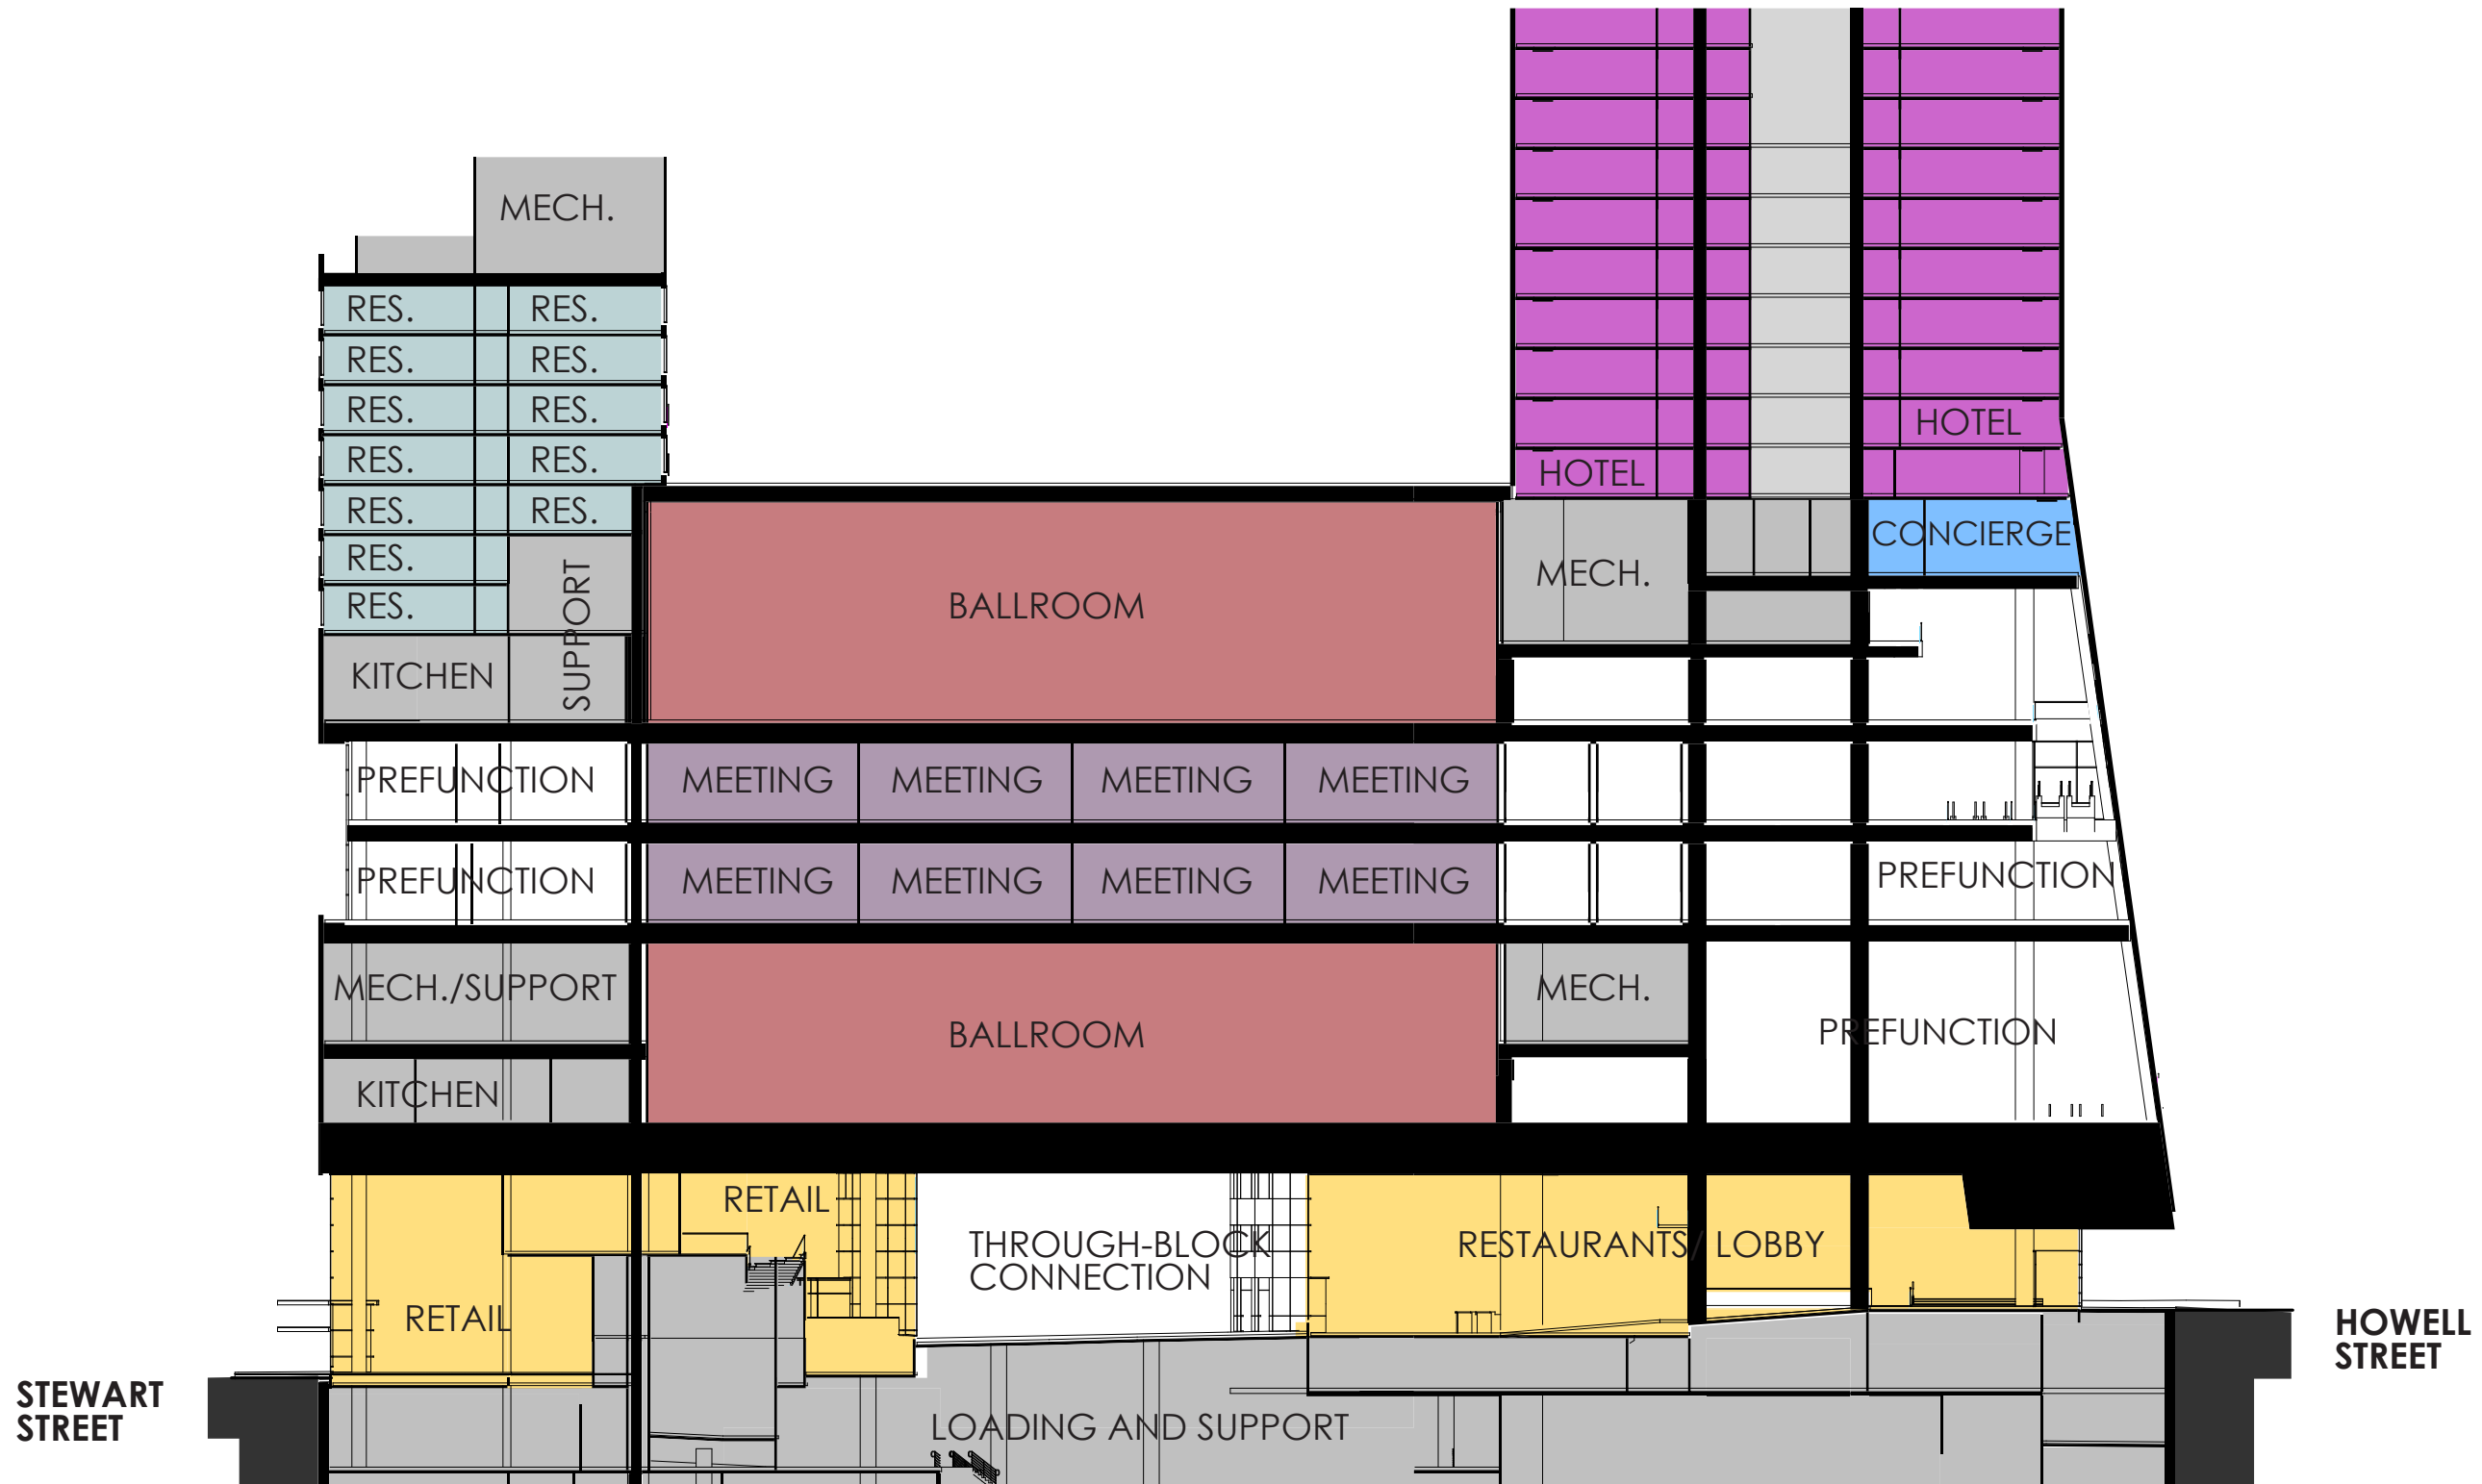 MECH.
RES. RES.
RES. RES.
RES. RES.
HOTEL
RES. RES.
HOTEL
RES. RES.
CONCIERGE
RES.
MECH.
RES.
SUPPORT
BALLROOM
KITCHEN
PREFUNCTION MEETING MEETING MEETING MEETING
PREFUNCTION MEETING MEETING MEETING MEETING PREFUNCTION
MECH./SUPPORT MECH.
BALLROOM PREFUNCTION
KITCHEN
RETAIL
THROUGH-BLOCK
CONNECTION
RESTAURANTS/ LOBBY
RETAIL
HOWELL
STREET
STEWART
STREET
LOADING AND SUPPORT